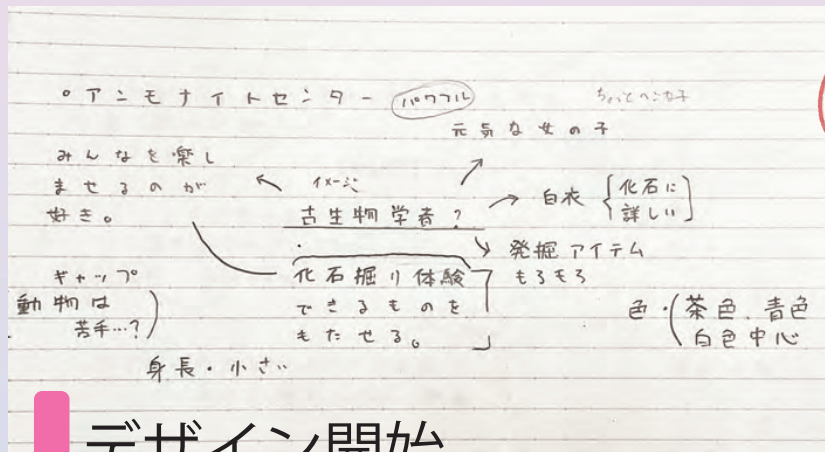 。アンモナイトセンター
パワフル
ちょっとヘンな子
元気な女の子
みんなを楽し
ませるのが
好き。
イメージ
古生物学者?
白衣
化石に
詳しい
発掘アイテム
もろもろ
化石掘り体験
できるものを
もたせる。
ギャップ
動物は
苦手…?
身長・小さい
色・
茶色、青色
白色中心
デザイン開始